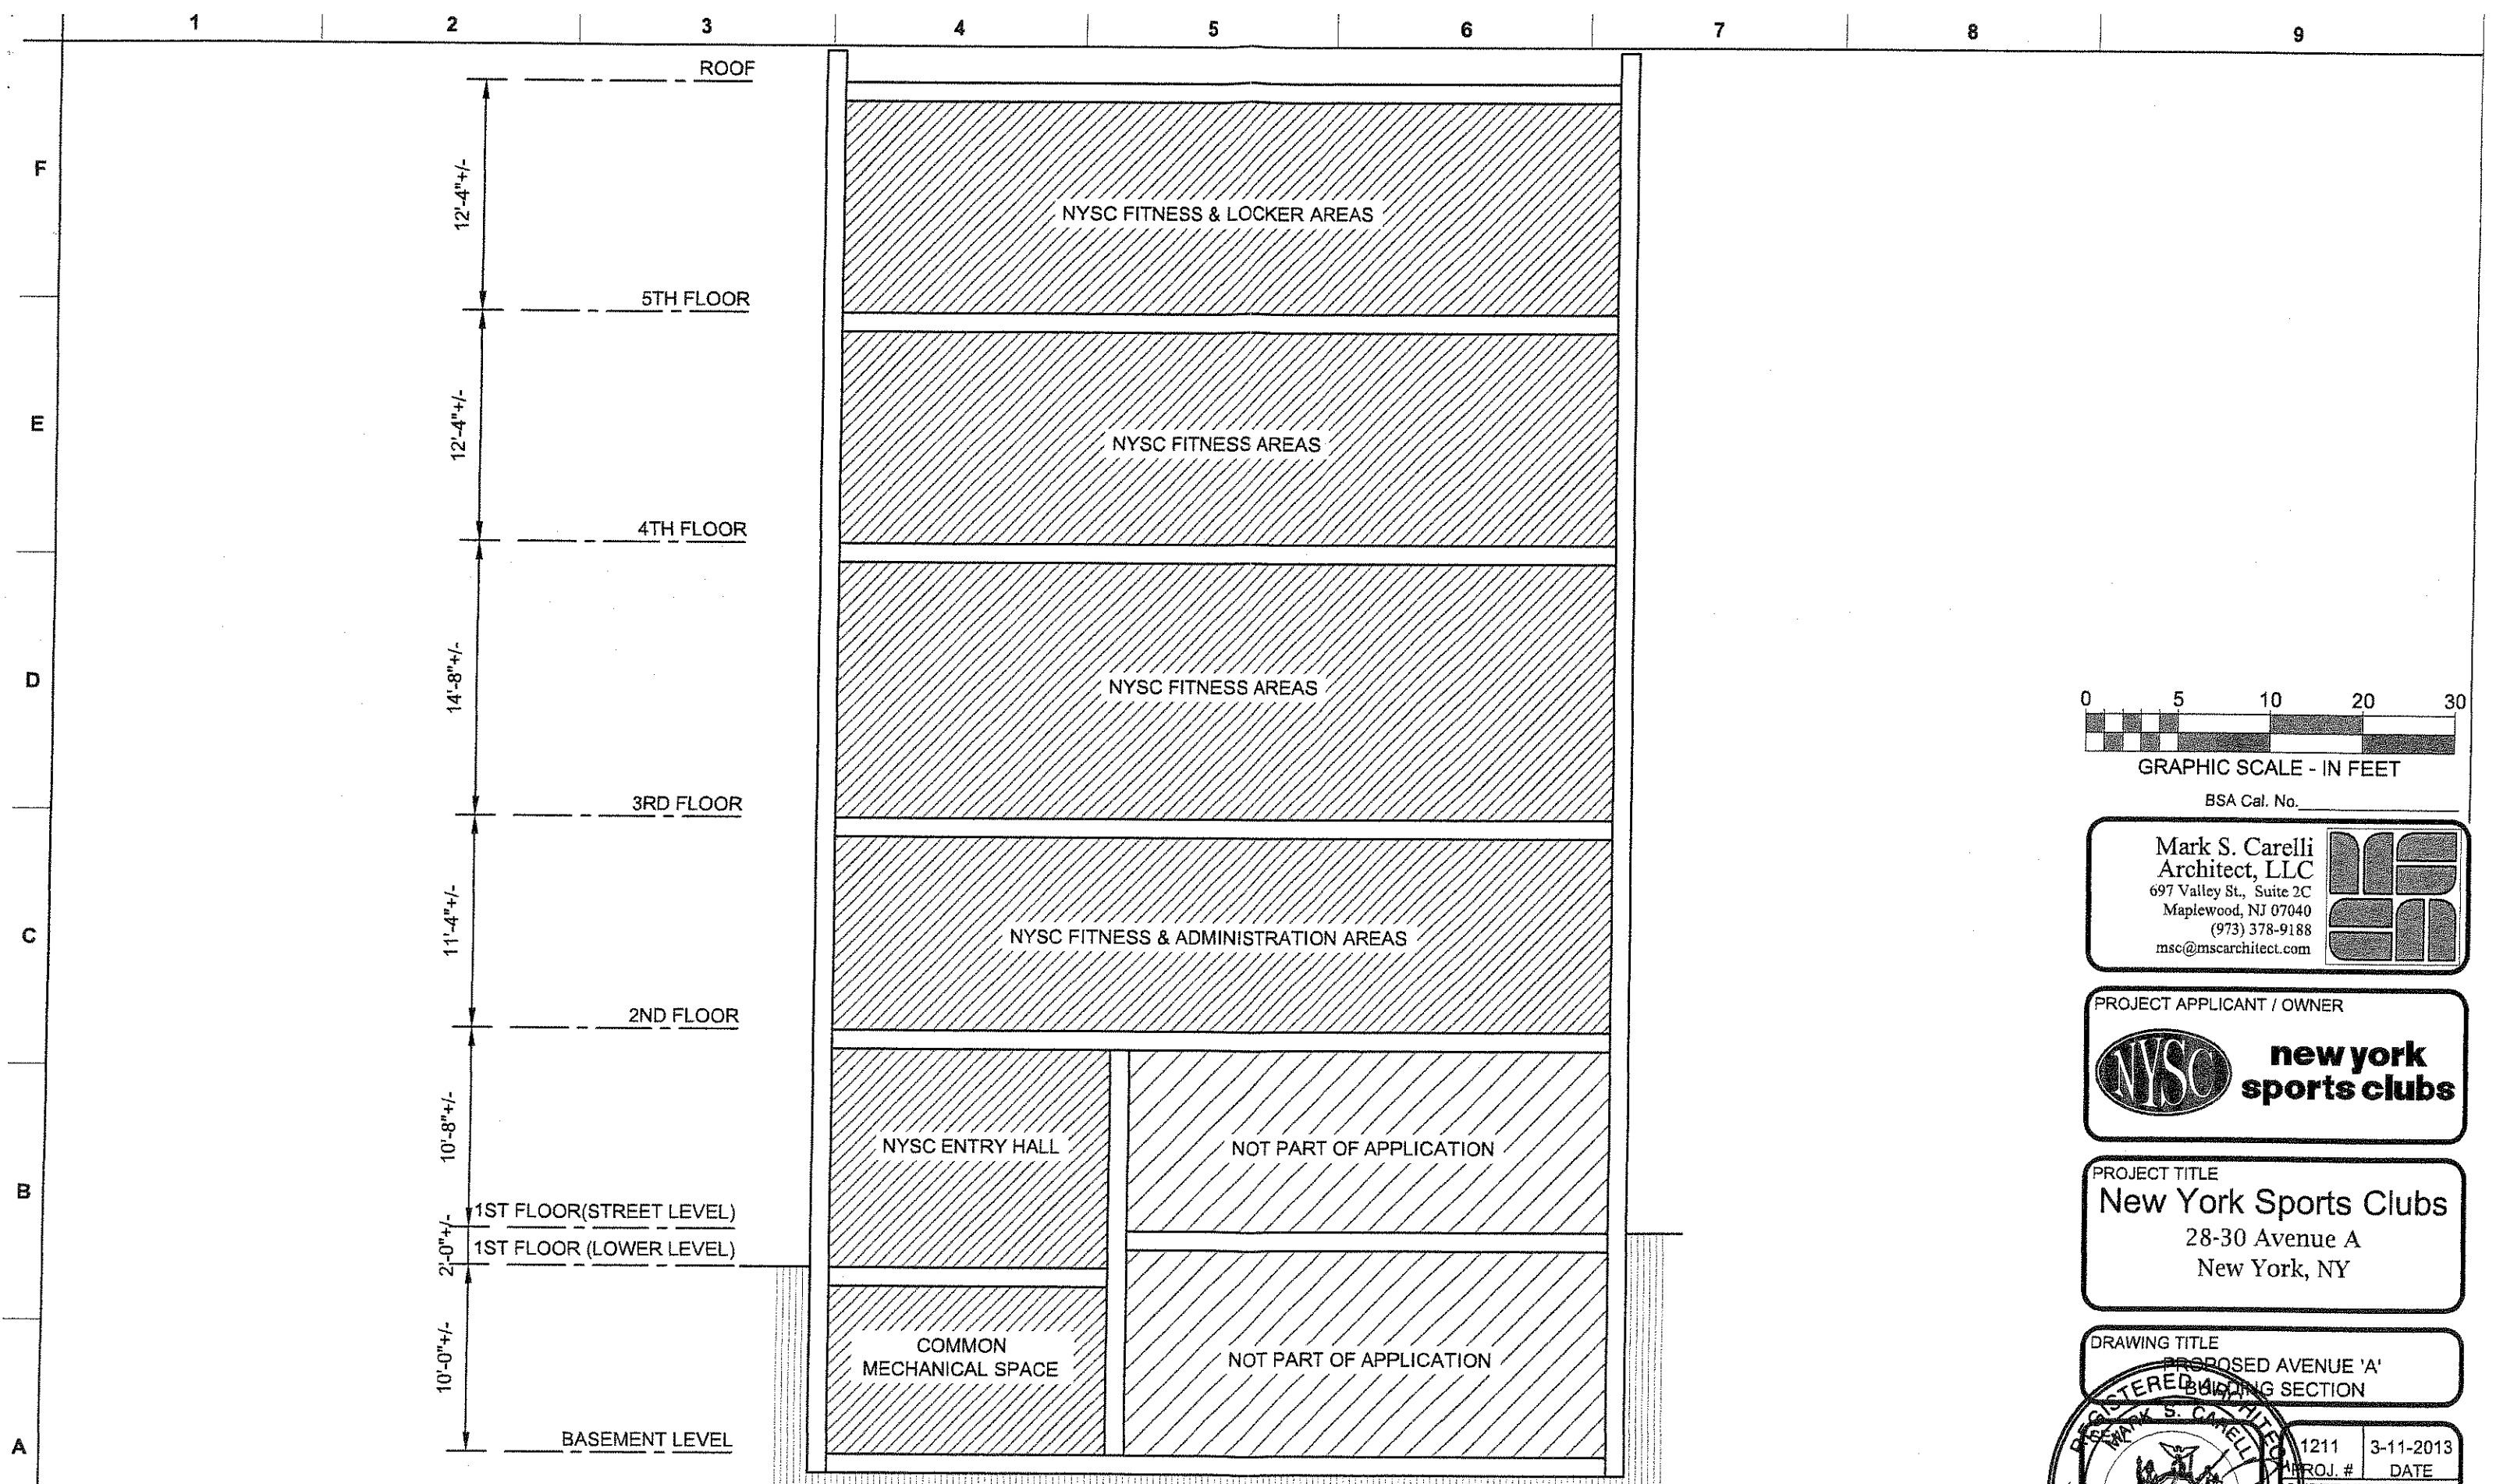 1 2 3 4 5 6 7 8 9
F
E
D
C
B
A
ROOF
12'-4"+/-
5TH FLOOR
12'-4"+/-
4TH FLOOR
14'-8"+/-
3RD FLOOR
11'-4"+/-
2ND FLOOR
10'-8"+/-
1ST FLOOR(STREET LEVEL)
2'-0"+/-
1ST FLOOR (LOWER LEVEL)
10'-0"+/-
BASEMENT LEVEL
NYSC FITNESS & LOCKER AREAS
NYSC FITNESS AREAS
NYSC FITNESS AREAS
NYSC FITNESS & ADMINISTRATION AREAS
NYSC ENTRY HALL
NOT PART OF APPLICATION
COMMON
MECHANICAL SPACE
NOT PART OF APPLICATION
0 5 10 20 30
GRAPHIC SCALE - IN FEET
BSA Cal. No.
Mark S. Carelli
Architect, LLC
697 Valley St., Suite 2C
Maplewood, NJ 07040
(973) 378-9188
msc@mscarchitect.com
PROJECT APPLICANT / OWNER
NYSC
new york
sports clubs
PROJECT TITLE
New York Sports Clubs
28-30 Avenue A
New York, NY
DRAWING TITLE
PROPOSED AVENUE 'A'
BUILDING SECTION
REGISTERED ARCHITECT
MARK S. CARELLI
SEAL
1211
PROJ. #
3-11-2013
DATE